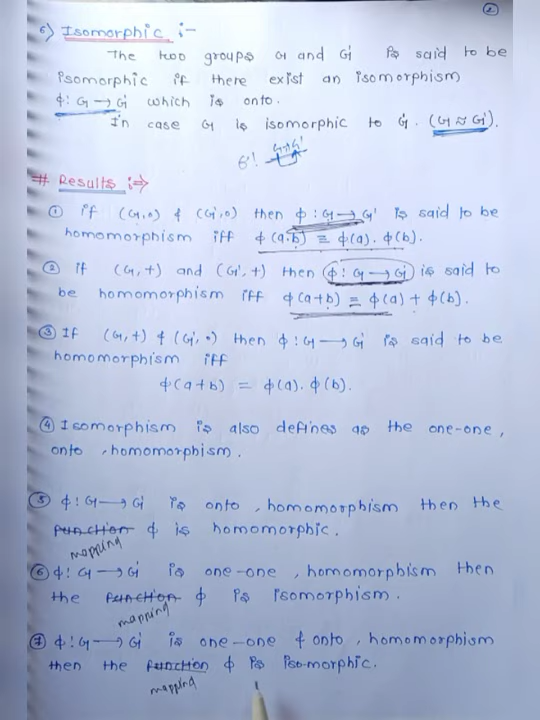 ②
6) Isomorphic :-
The two groups G and G' is said to be
isomorphic if there exist an isomorphism
ϕ: G → G' which is onto.
In case G is isomorphic to G'. (G ≈ G').
G → G'
# Results :⇒
① if (G, ∘) & (G', ∘) then ϕ : G → G' is said to be
homomorphism iff ϕ(a·b) = ϕ(a). ϕ(b).
② if (G, +) and (G', +) then ϕ: G → G' is said to
be homomorphism iff ϕ(a+b) = ϕ(a) + ϕ(b).
③ If (G, +) & (G', ∘) then ϕ: G → G' is said to be
homomorphism iff
ϕ(a+b) = ϕ(a). ϕ(b).
④ Isomorphism is also defines as the one-one,
onto, homomorphism.
⑤ ϕ: G → G' is onto, homomorphism then the
function ϕ is homomorphic.
mapping
⑥ ϕ: G → G' is one-one, homomorphism then
the function ϕ is isomorphism.
mapping
⑦ ϕ: G → G' is one-one & onto, homomorphism
then the function ϕ is iso-morphic.
mapping